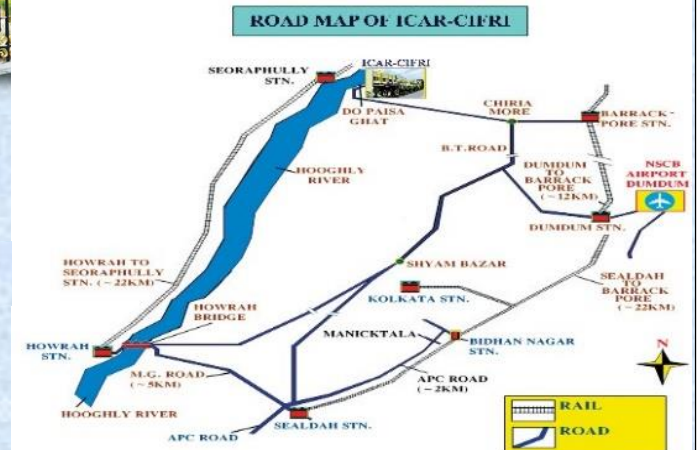 ROAD MAP OF ICAR-CIFRI
SEORAPHULLY
STN.
ICAR-CIFRI
DO PAISA
GHAT
CHIRIA
MORE
BARRACK-
PORE STN.
B.T.ROAD
DUMDUM
TO
BARRACK
PORE
(~12KM)
NSCB
AIRPORT
DUMDUM
HOOGHLY
RIVER
DUMDUM STN.
HOWRAH TO
SEORAPHULLY
STN. (~22KM)
SHYAM BAZAR
SEALDAH
TO
BARRACK
PORE
(~22KM)
KOLKATA STN.
HOWRAH
BRIDGE
MANICKTALA
BIDHAN NAGAR
STN.
HOWRAH
STN.
M.G. ROAD
(~5KM)
APC ROAD
(~2KM)
N
HOOGHLY RIVER
APC ROAD
SEALDAH STN.
RAIL
ROAD